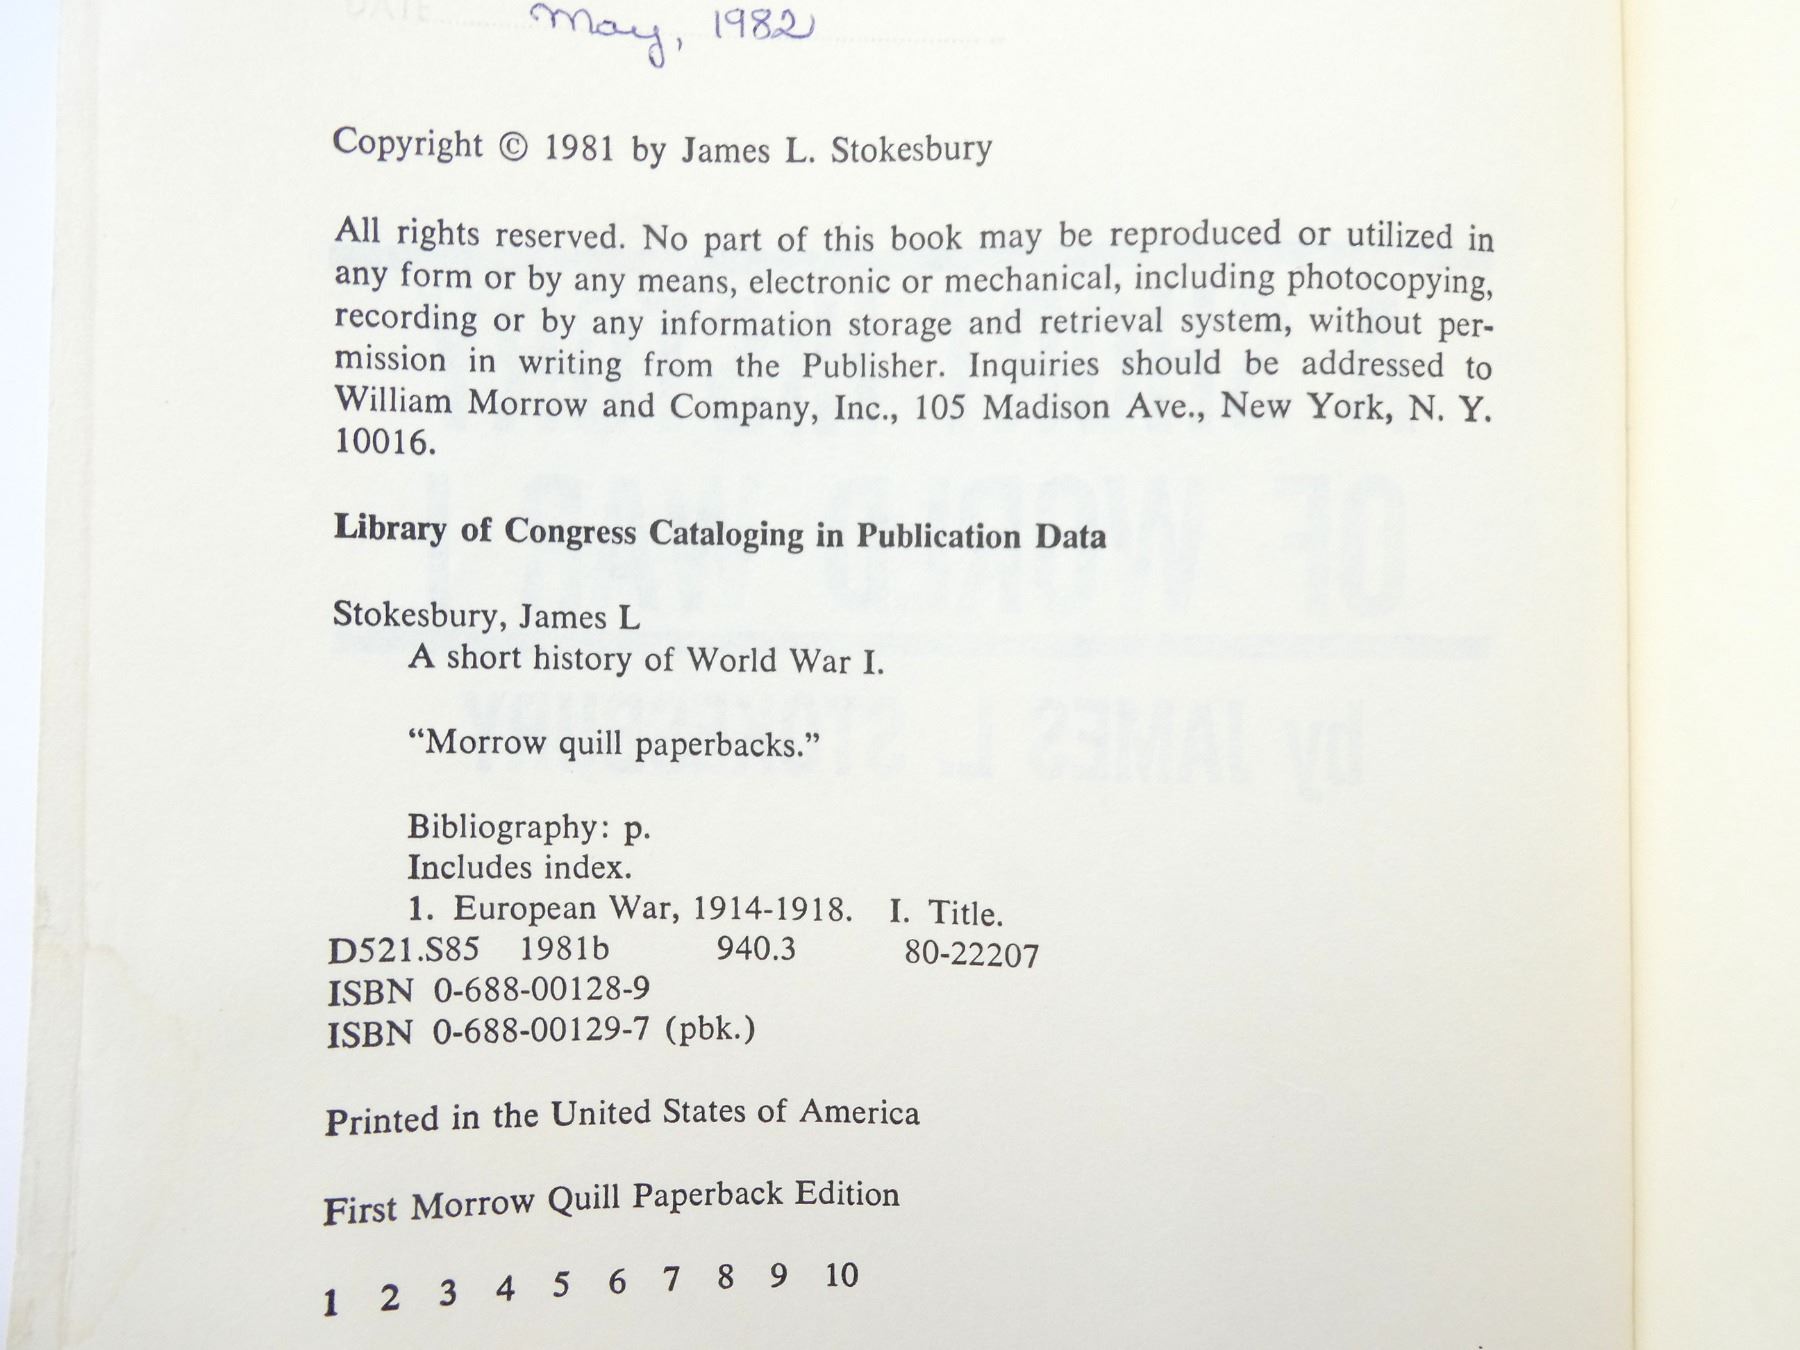 DATE
May, 1982
Copyright © 1981 by James L. Stokesbury
All rights reserved. No part of this book may be reproduced or utilized in
any form or by any means, electronic or mechanical, including photocopying,
recording or by any information storage and retrieval system, without per-
mission in writing from the Publisher. Inquiries should be addressed to
William Morrow and Company, Inc., 105 Madison Ave., New York, N. Y.
10016.
Library of Congress Cataloging in Publication Data
Stokesbury, James L
A short history of World War I.
“Morrow quill paperbacks.”
Bibliography: p.
Includes index.
1. European War, 1914-1918. I. Title.
D521.S85 1981b 940.3 80-22207
ISBN 0-688-00128-9
ISBN 0-688-00129-7 (pbk.)
Printed in the United States of America
First Morrow Quill Paperback Edition
1 2 3 4 5 6 7 8 9 10